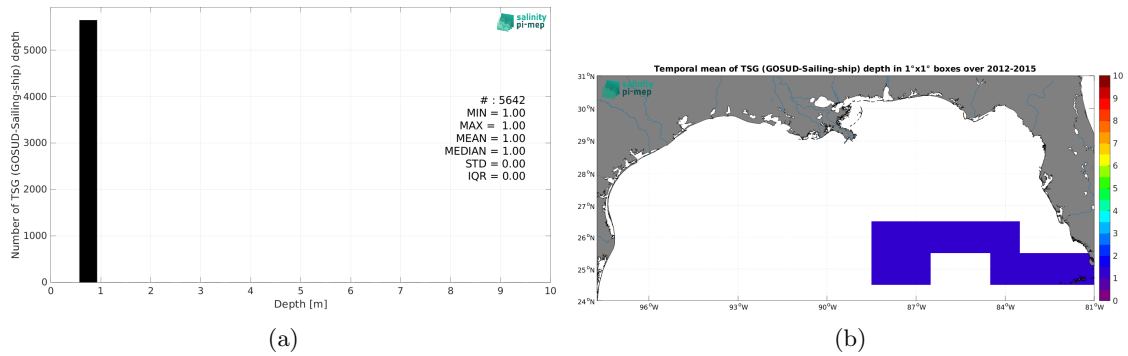 salinity
pi-mep
Number of TSG (GOSUD-Sailing-ship) depth
5000
4000
3000
2000
1000
0
# : 5642
MIN = 1.00
MAX = 1.00
MEAN = 1.00
MEDIAN = 1.00
STD = 0.00
IQR = 0.00
0 1 2 3 4 5 6 7 8 9 10
Depth [m]
(a)
Temporal mean of TSG (GOSUD-Sailing-ship) depth in 1°x1° boxes over 2012-2015
salinity
pi-mep
31°N
30°N
29°N
28°N
27°N
26°N
25°N
24°N
96°W 93°W 90°W 87°W 84°W 81°W
10
9
8
7
6
5
4
3
2
1
0
(b)